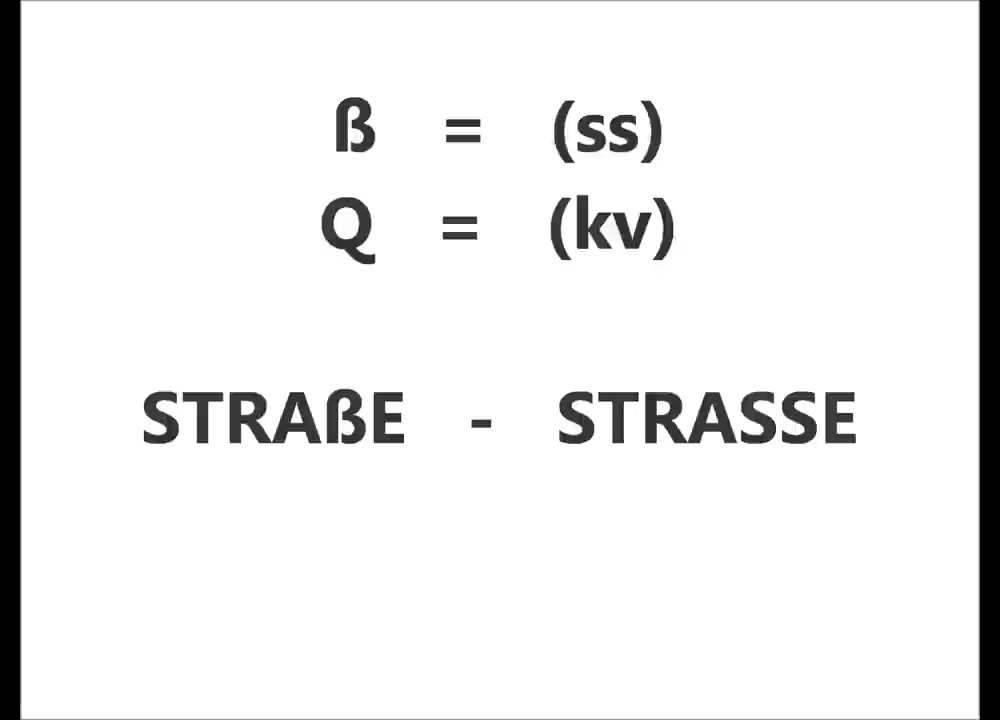 ß = (ss)
Q = (kv)
STRAßE - STRASSE